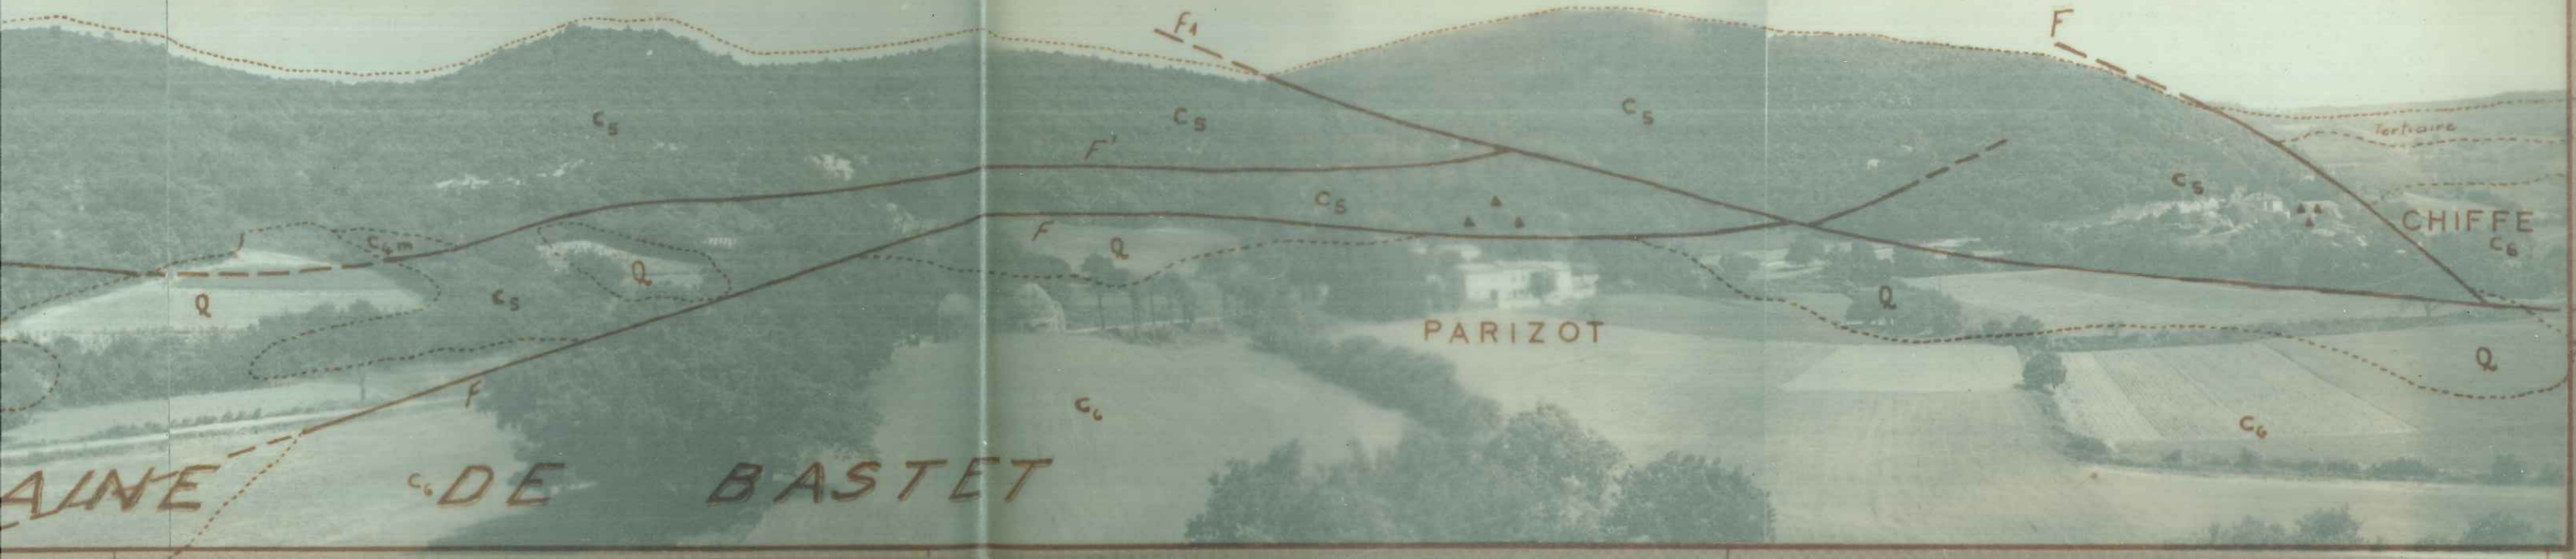 F1
F
C5
C5
C5
Tertiaire
F'
C5
C5
CHIFFE
C6
C4m
F
Q
Q
Q
C5
Q
PARIZOT
Q
F
C6
C6
AINE DE BASTET
C6